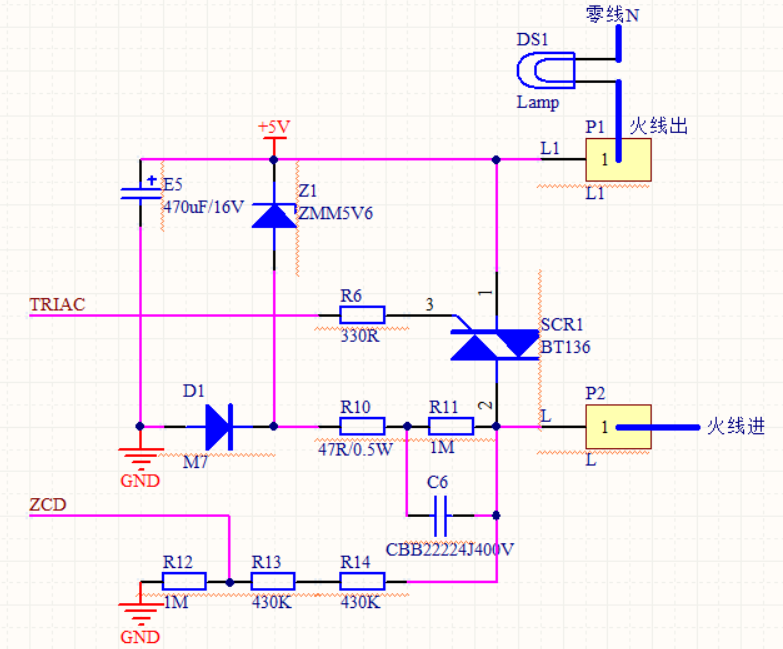 零线N
DS1
Lamp
+5V
P1
火线出
L1
1
L1
E5
+
470uF/16V
Z1
ZMM5V6
TRIAC
R6
330R
3
1
SCR1
BT136
2
D1
M7
R10
47R/0.5W
R11
1M
L
P2
1
L
火线进
GND
C6
CBB22224J400V
ZCD
R12
1M
R13
430K
R14
430K
GND